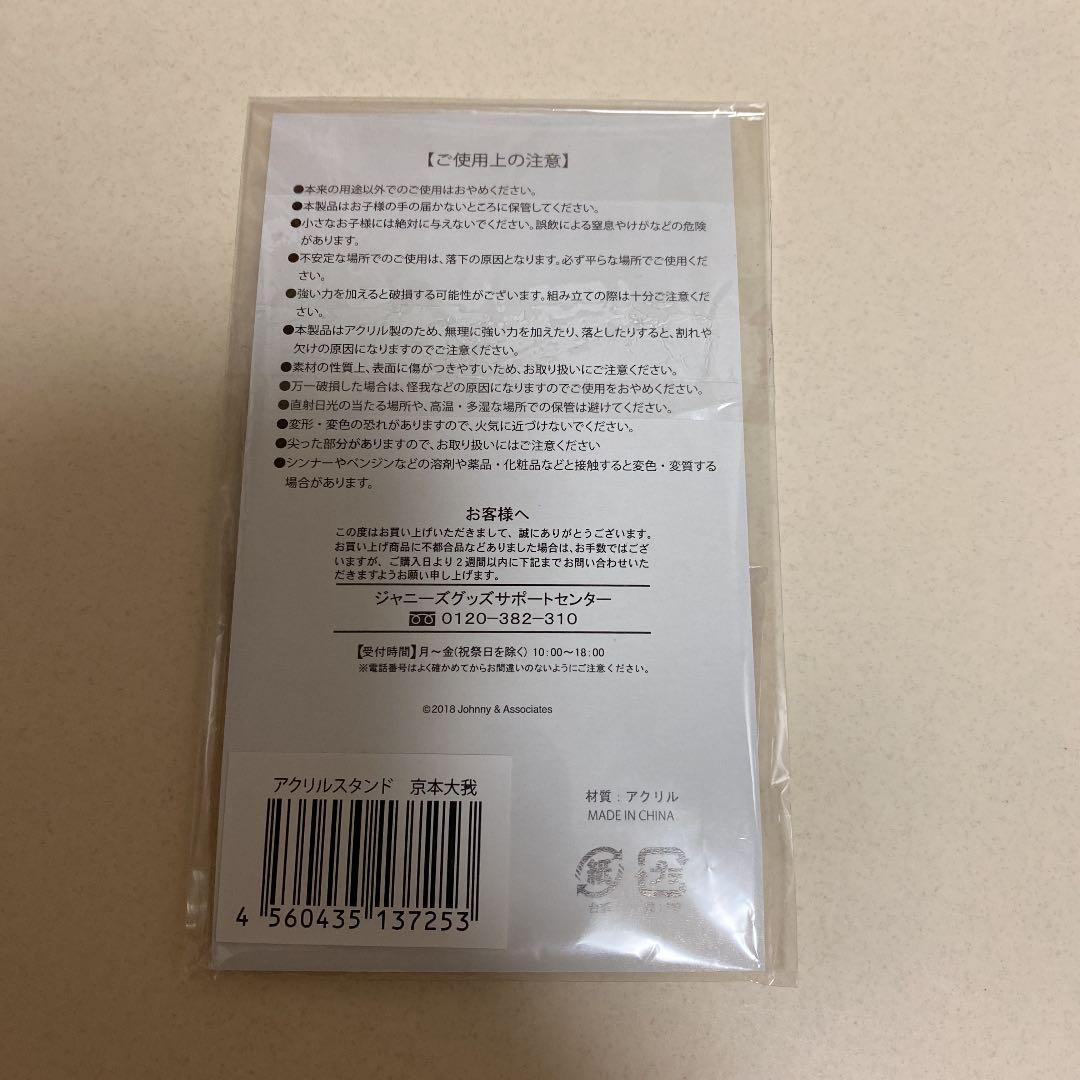 【ご使用上の注意】
●本来の用途以外でのご使用はおやめください。
●本製品はお子様の手の届かないところに保管してください。
●小さなお子様には絶対に与えないでください。誤飲による窒息やけがなどの危険
があります。
●不安定な場所でのご使用は、落下の原因となります。必ず平らな場所でご使用くだ
さい。
●強い力を加えると破損する可能性がございます。組み立ての際は十分ご注意くだ
さい。
●本製品はアクリル製のため、無理に強い力を加えたり、落としたりすると、割れや
欠けの原因になりますのでご注意ください。
●素材の性質上、表面に傷がつきやすいため、お取り扱いにご注意ください。
●万一破損した場合は、怪我などの原因になりますのでご使用をおやめください。
●直射日光の当たる場所や、高温・多湿な場所での保管は避けてください。
●変形・変色の恐れがありますので、火気に近づけないでください。
●尖った部分がありますので、お取り扱いにはご注意ください
●シンナーやベンジンなどの溶剤や薬品・化粧品などと接触すると変色・変質する
場合があります。
お客様へ
この度はお買い上げいただきまして、誠にありがとうございます。
お買い上げ商品に不都合品などありました場合は、お手数ではござ
いますが、ご購入日より2週間以内に下記までお問い合わせいた
だきますようお願い申し上げます。
ジャニーズグッズサポートセンター
0120-382-310
【受付時間】月～金(祝祭日を除く) 10:00～18:00
※電話番号はよく確かめてからお間違いのないようにご注意ください。
©2018 Johnny & Associates
アクリルスタンド 京本大我
4 560435 137253
材質：アクリル
MADE IN CHINA
紙
台紙